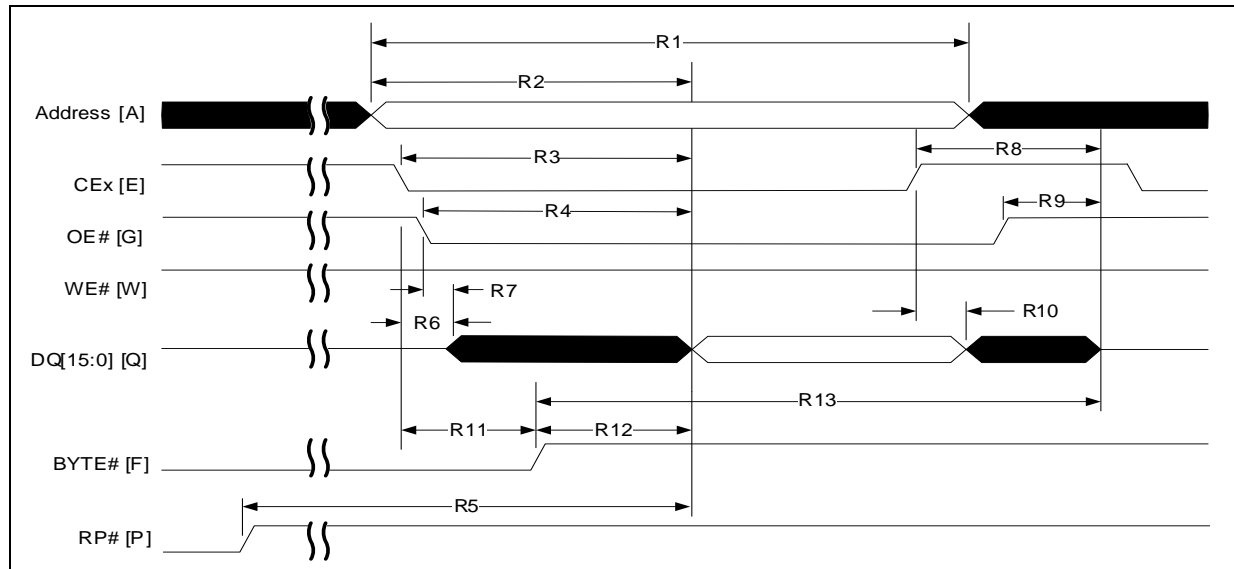 R1
R2
Address [A]
R3
R8
CEx [E]
R4
R9
OE# [G]
WE# [W]
R7
R6
R10
DQ[15:0] [Q]
R13
R11
R12
BYTE# [F]
R5
RP# [P]